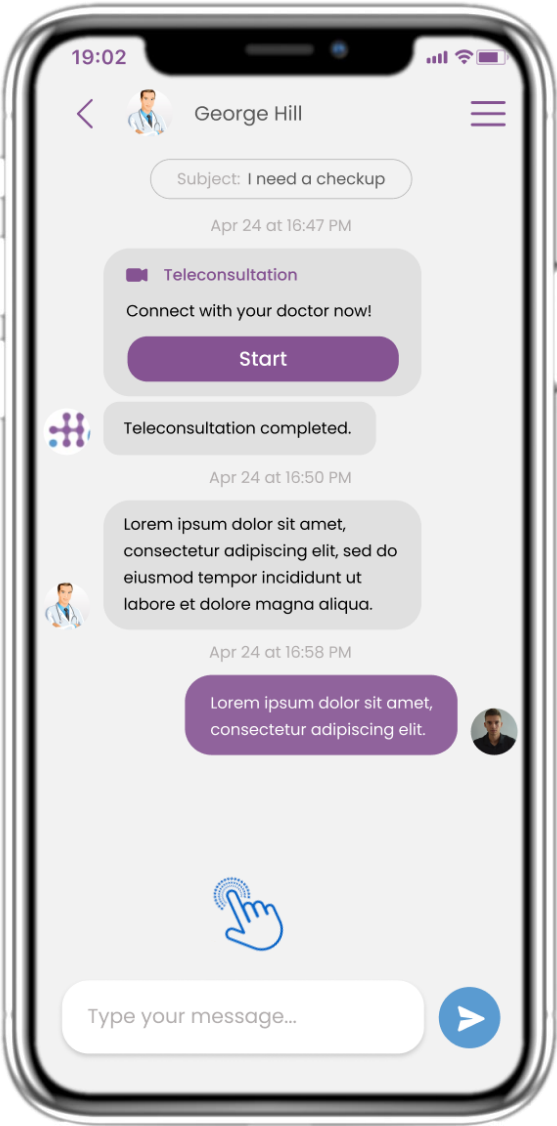 19:02
George Hill
Subject: I need a checkup
Apr 24 at 16:47 PM
Teleconsultation
Connect with your doctor now!
Start
Teleconsultation completed.
Apr 24 at 16:50 PM
Lorem ipsum dolor sit amet,
consectetur adipiscing elit, sed do
eiusmod tempor incididunt ut
labore et dolore magna aliqua.
Apr 24 at 16:58 PM
Lorem ipsum dolor sit amet,
consectetur adipiscing elit.
Type your message...